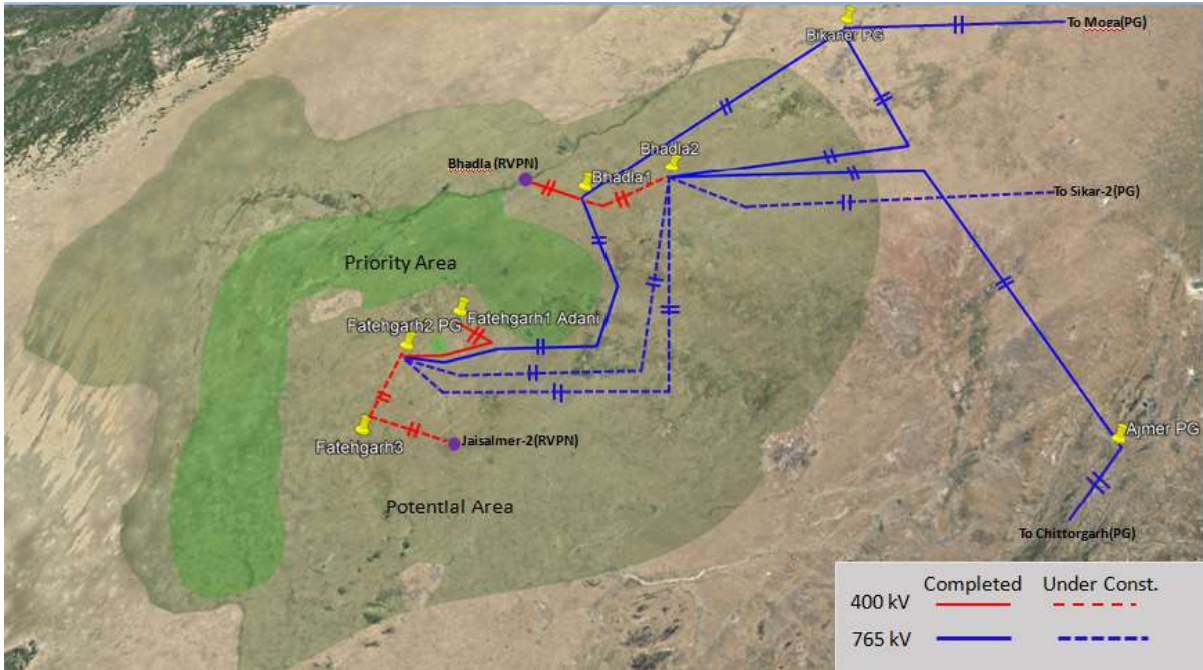 To Moga(PG)
Bikaner PG
Bhadla2
Bhadla (RVPN)
Bhadla1
To Sikar-2(PG)
Priority Area
Fatehgarh1 Adani
Fatehgarh2 PG
Ajmer PG
Jaisalmer-2(RVPN)
Fatehgarh3
Potential Area
To Chittorgarh(PG)
Completed Under Const.
400 kV
765 kV